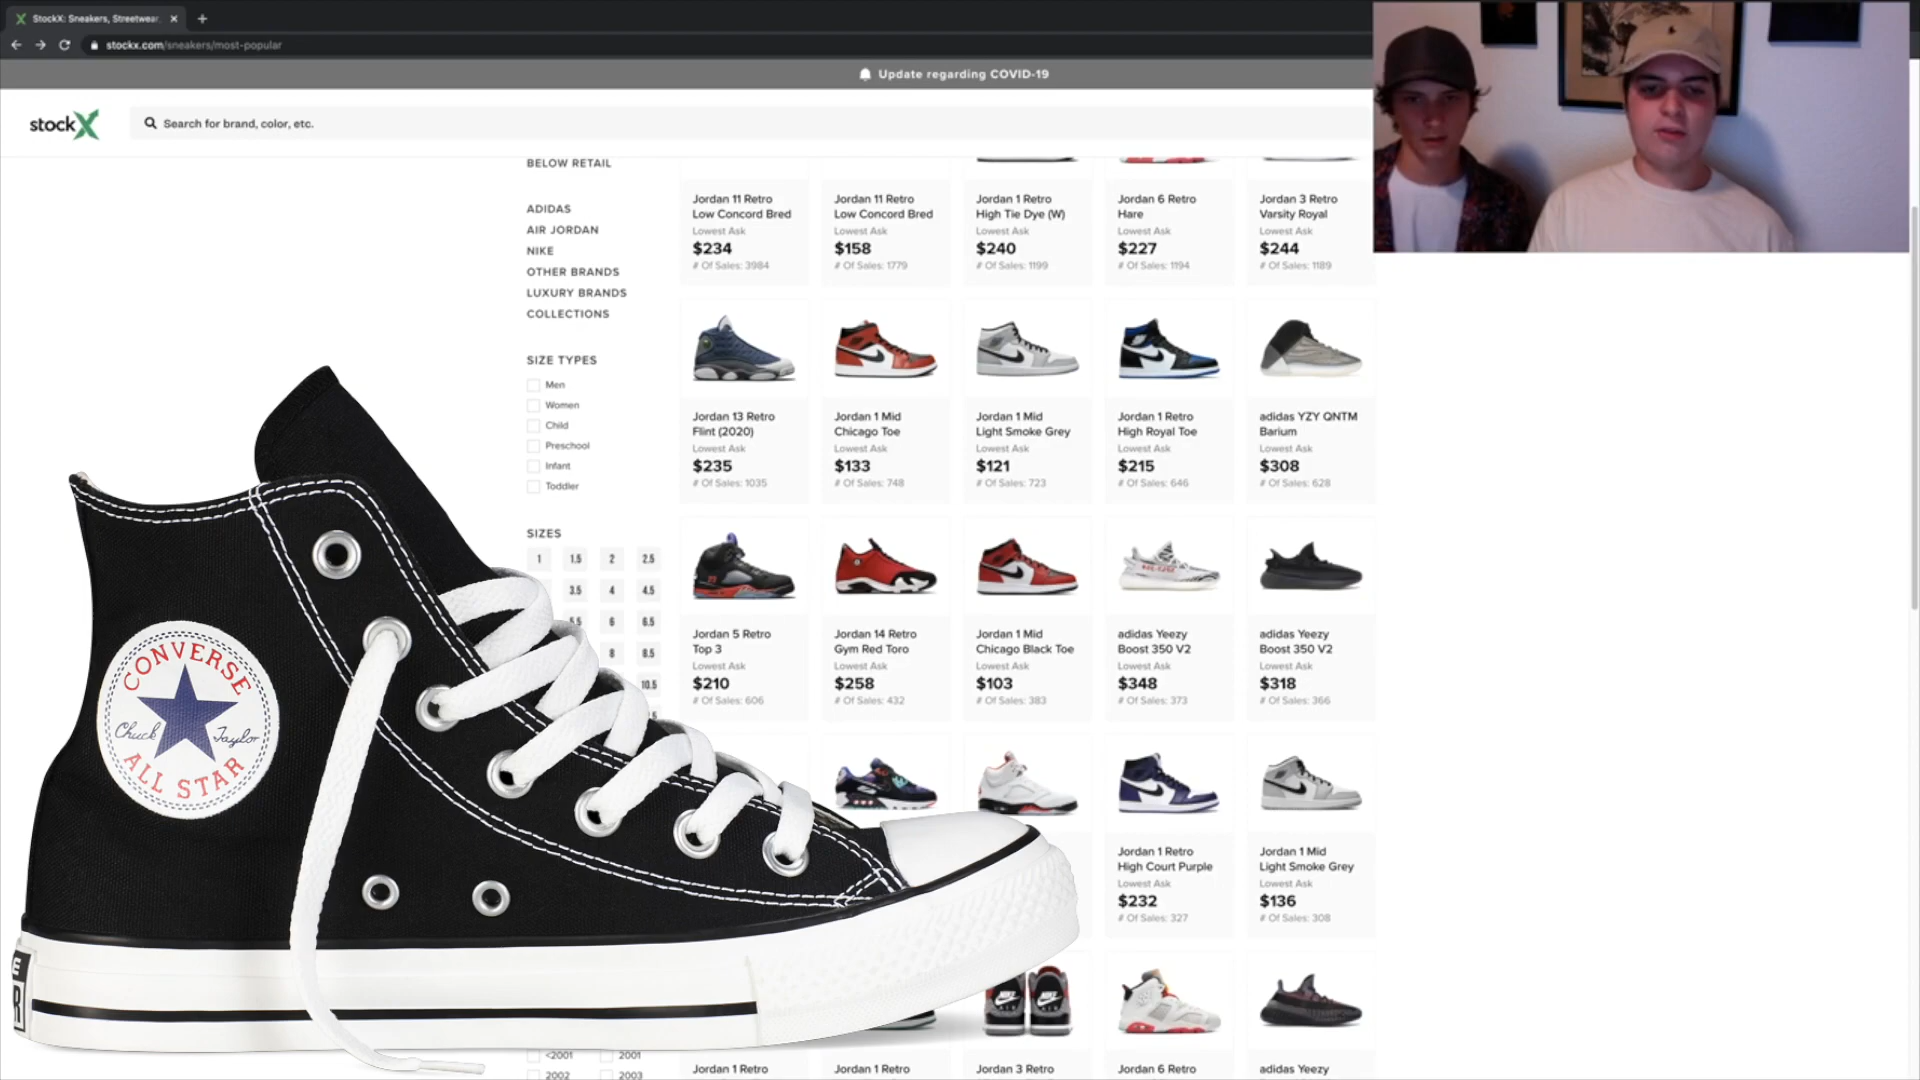 StockX: Sneakers, Streetwear
stockx.com/sneakers/most-popular
Update regarding COVID-19
stockX
Search for brand, color, etc.
BELOW RETAIL
ADIDAS
AIR JORDAN
NIKE
OTHER BRANDS
LUXURY BRANDS
COLLECTIONS
SIZE TYPES
Men
Women
Child
Preschool
Infant
Toddler
SIZES
1 1.5 2 2.5
3.5 4 4.5
5.5 6 6.5
8 8.5
10.5
<2001 2001
2002 2003
Jordan 11 Retro
Low Concord Bred
Lowest Ask
$234
# Of Sales: 3984
Jordan 11 Retro
Low Concord Bred
Lowest Ask
$158
# Of Sales: 1779
Jordan 1 Retro
High Tie Dye (W)
Lowest Ask
$240
# Of Sales: 1199
Jordan 6 Retro
Hare
Lowest Ask
$227
# Of Sales: 1194
Jordan 3 Retro
Varsity Royal
Lowest Ask
$244
# Of Sales: 1189
Jordan 13 Retro
Flint (2020)
Lowest Ask
$235
# Of Sales: 1035
Jordan 1 Mid
Chicago Toe
Lowest Ask
$133
# Of Sales: 748
Jordan 1 Mid
Light Smoke Grey
Lowest Ask
$121
# Of Sales: 723
Jordan 1 Retro
High Royal Toe
Lowest Ask
$215
# Of Sales: 646
adidas YZY QNTM
Barium
Lowest Ask
$308
# Of Sales: 628
Jordan 5 Retro
Top 3
Lowest Ask
$210
# Of Sales: 606
Jordan 14 Retro
Gym Red Toro
Lowest Ask
$258
# Of Sales: 432
Jordan 1 Mid
Chicago Black Toe
Lowest Ask
$103
# Of Sales: 383
adidas Yeezy
Boost 350 V2
Lowest Ask
$348
# Of Sales: 373
adidas Yeezy
Boost 350 V2
Lowest Ask
$318
# Of Sales: 366
Jordan 1 Retro
High Court Purple
Lowest Ask
$232
# Of Sales: 327
Jordan 1 Mid
Light Smoke Grey
Lowest Ask
$136
# Of Sales: 308
Jordan 1 Retro
Jordan 1 Retro
Jordan 3 Retro
Jordan 6 Retro
adidas Yeezy
CONVERSE
Chuck Taylor
ALL STAR